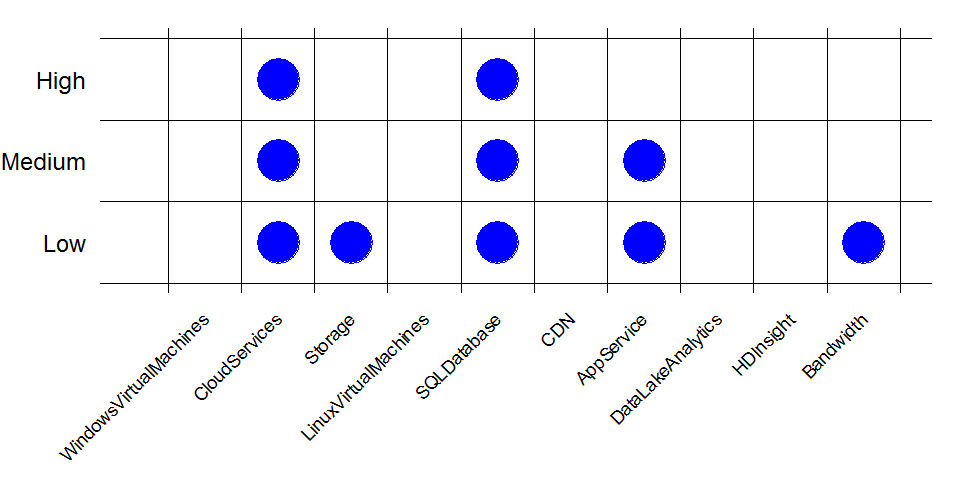 High
Medium
Low
WindowsVirtualMachines
CloudServices
Storage
LinuxVirtualMachines
SQLDatabase
CDN
AppService
DataLakeAnalytics
HDInsight
Bandwidth